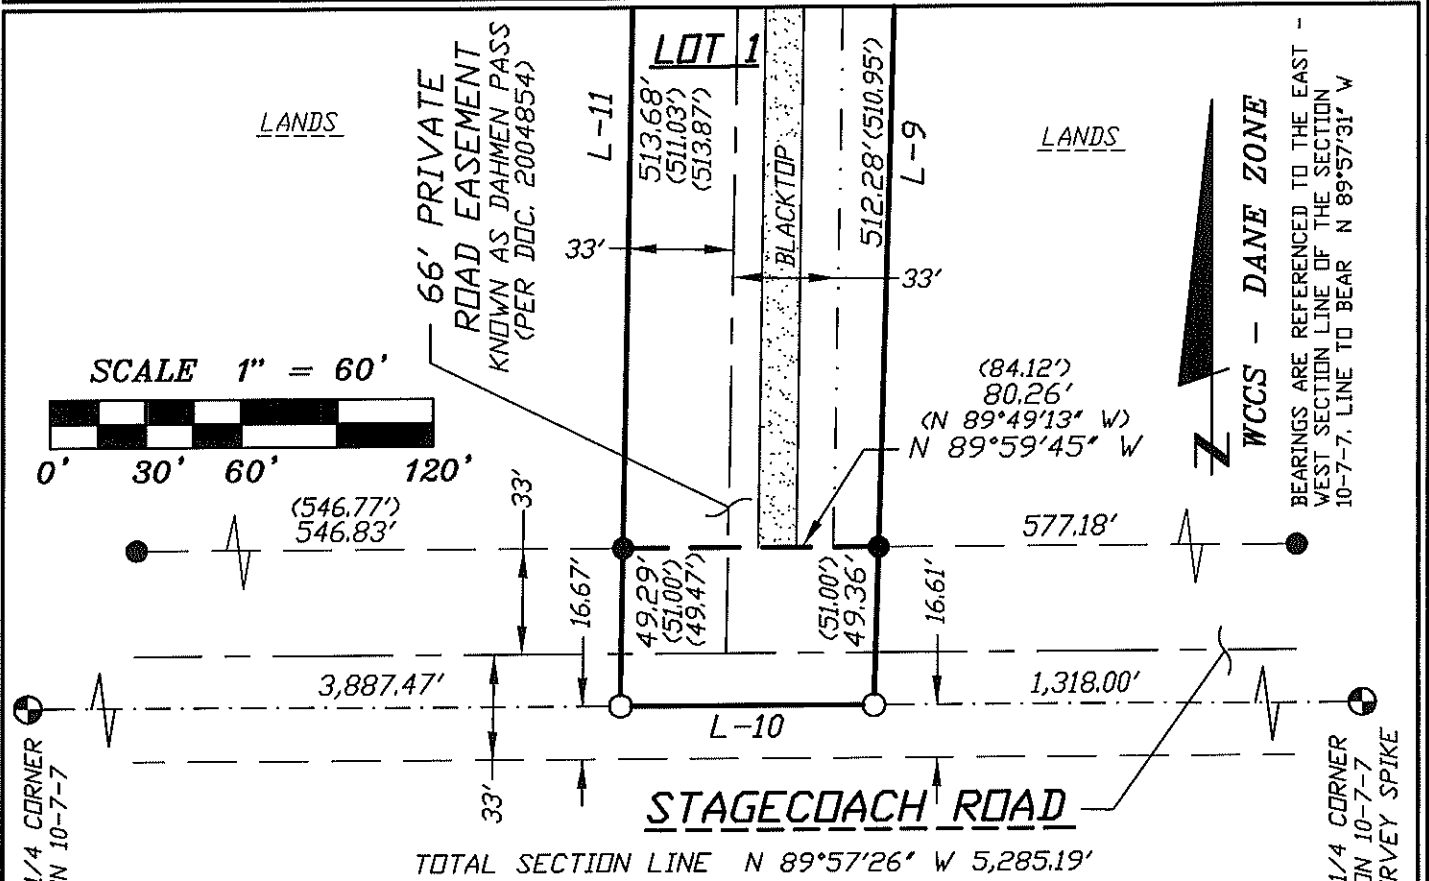 LOT 1
LANDS
66' PRIVATE
ROAD EASEMENT
KNOWN AS DAHMEN PASS
(PER DOC. 2004854)
L-11
513.68'
(511.03')
(513.87')
BLACKTOP
512.28'(510.95')
L-9
LANDS
WCCS - DANE ZONE
BEARINGS ARE REFERENCED TO THE EAST -
WEST SECTION LINE OF THE SECTION
10-7-7. LINE TO BEAR N 89°57'31" W
33'
33'
SCALE 1" = 60'
0' 30' 60' 120'
(84.12')
80.26'
(N 89°49'13" W)
N 89°59'45" W
N
(546.77')
546.83'
33'
577.18'
16.67'
49.29'
(51.00')
(49.47')
(51.00')
49.36'
16.61'
3,887.47'
1,318.00'
L-10
33'
STAGECOACH ROAD
TOTAL SECTION LINE N 89°57'26" W 5,285.19'
1/4 CORNER
N 10-7-7
1/4 CORNER
ON 10-7-7
RVEY SPIKE